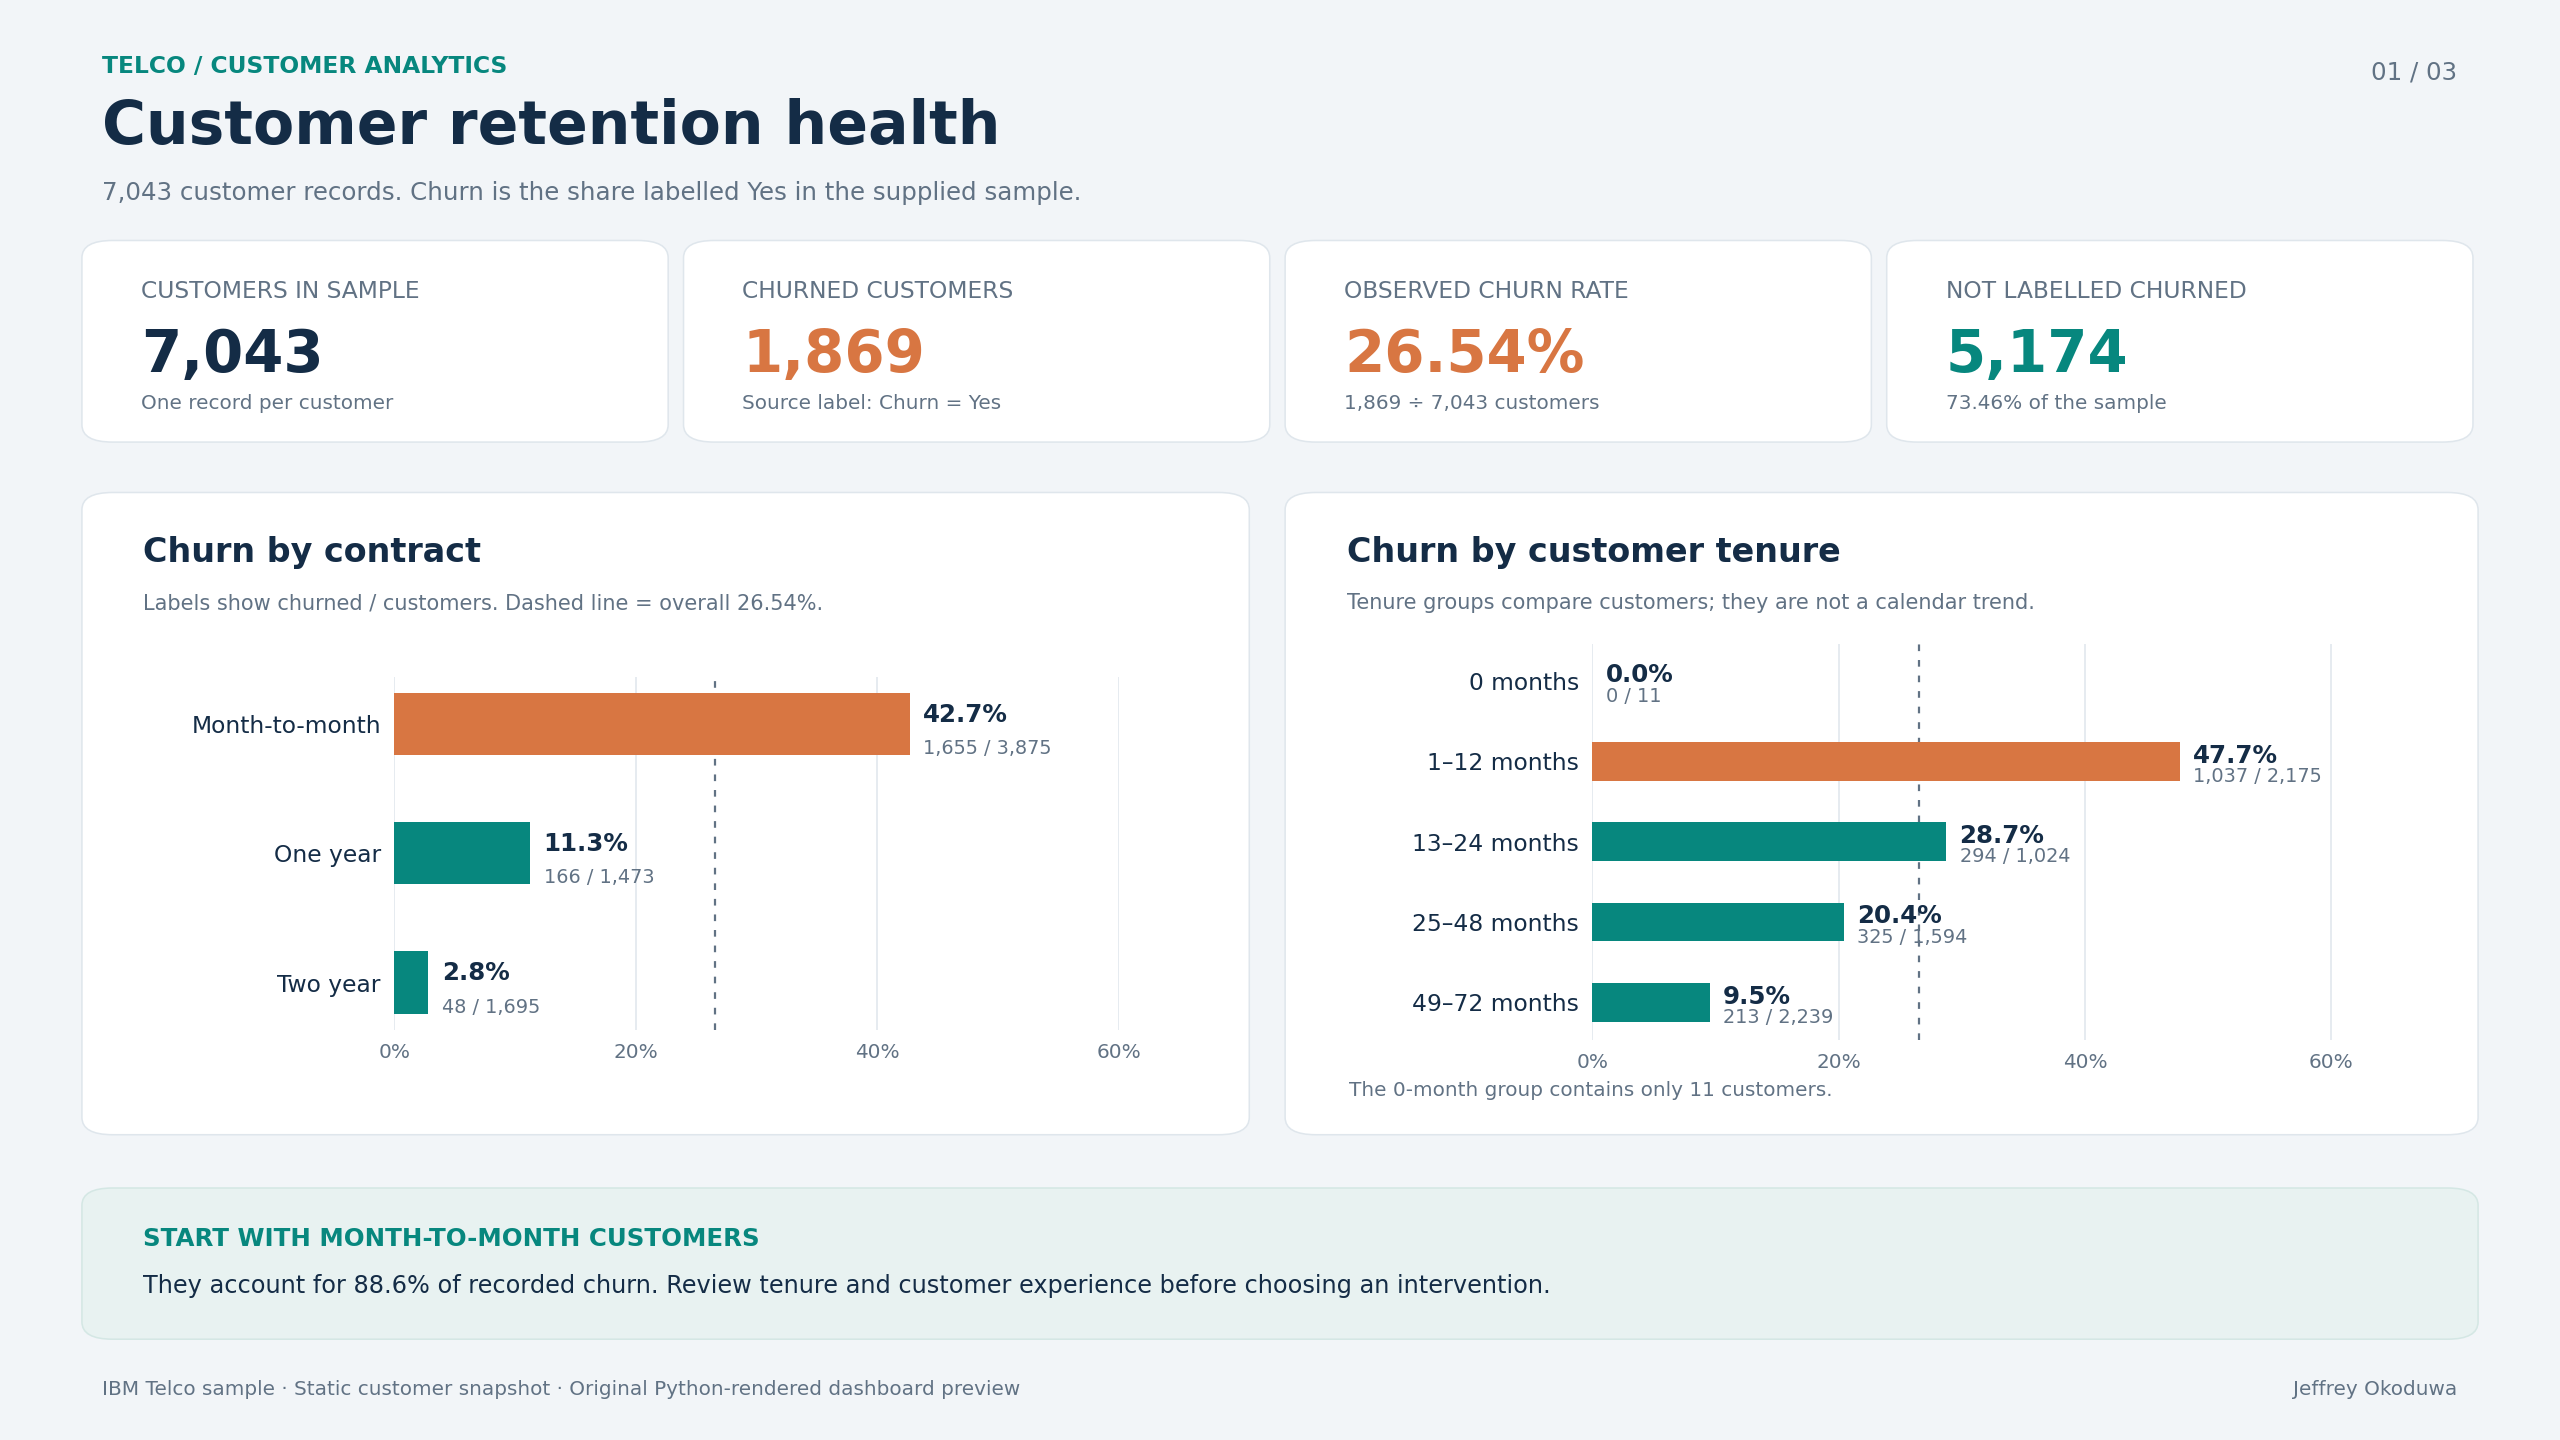 TELCO / CUSTOMER ANALYTICS
01 / 03
Customer retention health
7,043 customer records. Churn is the share labelled Yes in the supplied sample.
CUSTOMERS IN SAMPLE
7,043
One record per customer
CHURNED CUSTOMERS
1,869
Source label: Churn = Yes
OBSERVED CHURN RATE
26.54%
1,869 ÷ 7,043 customers
NOT LABELLED CHURNED
5,174
73.46% of the sample
Churn by contract
Labels show churned / customers. Dashed line = overall 26.54%.
Month-to-month
42.7%
1,655 / 3,875
One year
11.3%
166 / 1,473
Two year
2.8%
48 / 1,695
0% 20% 40% 60%
Churn by customer tenure
Tenure groups compare customers; they are not a calendar trend.
0 months
0.0%
0 / 11
1–12 months
47.7%
1,037 / 2,175
13–24 months
28.7%
294 / 1,024
25–48 months
20.4%
325 / 1,594
49–72 months
9.5%
213 / 2,239
0% 20% 40% 60%
The 0-month group contains only 11 customers.
START WITH MONTH-TO-MONTH CUSTOMERS
They account for 88.6% of recorded churn. Review tenure and customer experience before choosing an intervention.
IBM Telco sample · Static customer snapshot · Original Python-rendered dashboard preview
Jeffrey Okoduwa